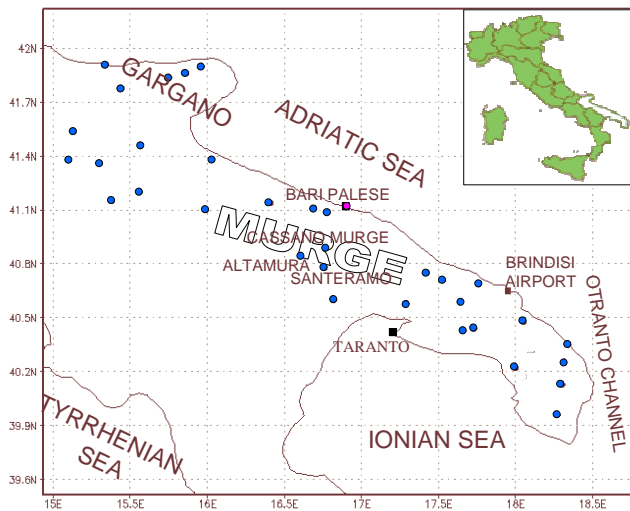 42N
GARGANO
41.7N
ADRIATIC SEA
41.4N
BARI PALESE
41.1N
MURGE
CASSANO MURGE
ALTAMURA
SANTERAMO
40.8N
BRINDISI
AIRPORT
OTRANTO CHANNEL
40.5N
TARANTO
40.2N
TYRRHENIAN
SEA
IONIAN SEA
39.9N
39.6N
15E
15.5E
16E
16.5E
17E
17.5E
18E
18.5E